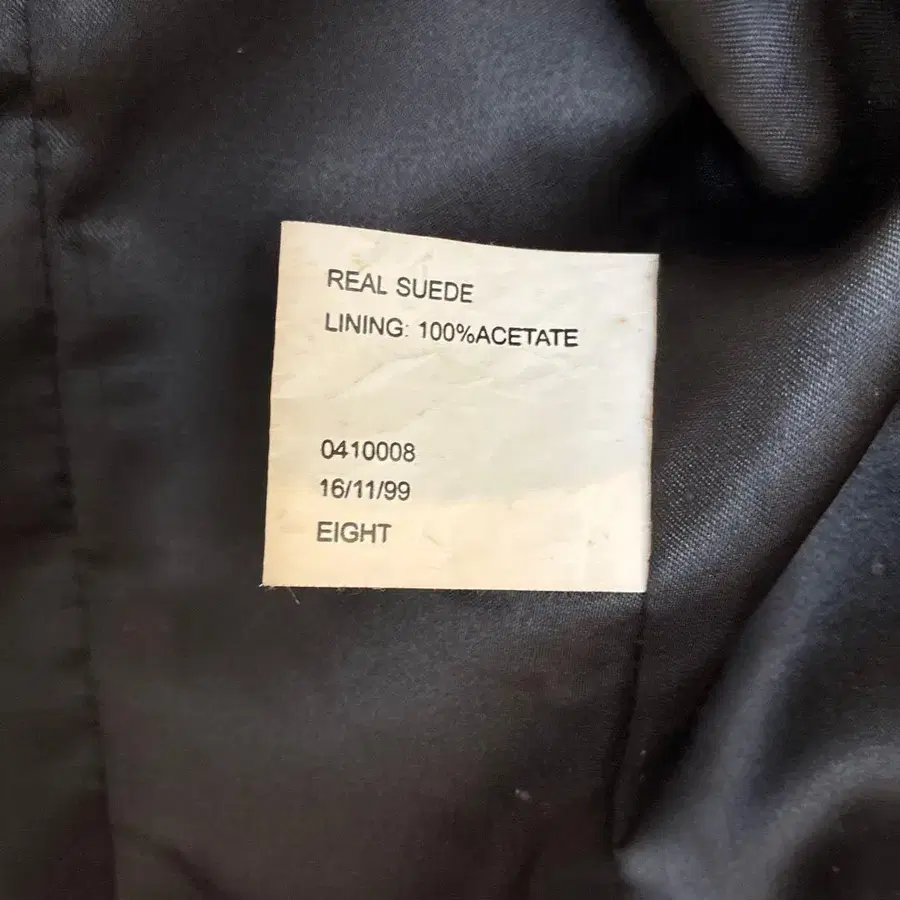 REAL SUEDE
LINING: 100%ACETATE
0410008
16/11/99
EIGHT